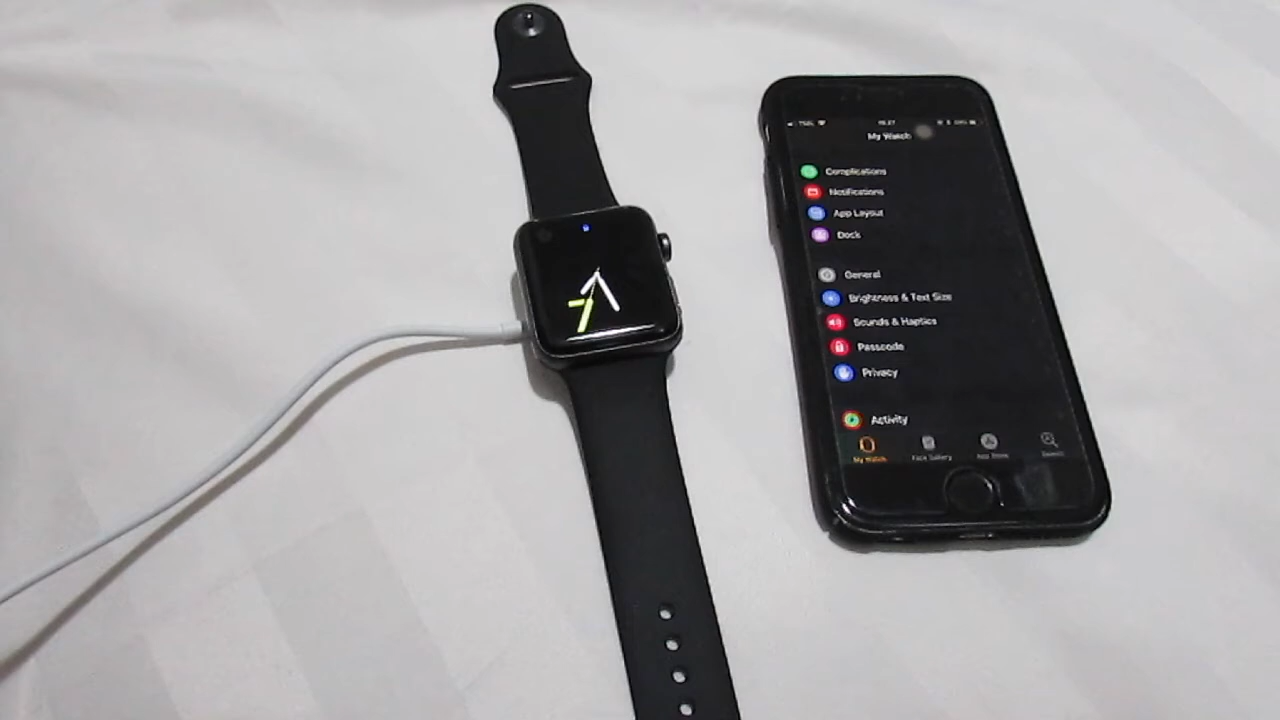 7
My Watch
Complications
Notifications
App Layout
Dock
General
Brightness & Text Size
Sounds & Haptics
Passcode
Privacy
Activity
My Watch
Face Gallery
App Store
Search